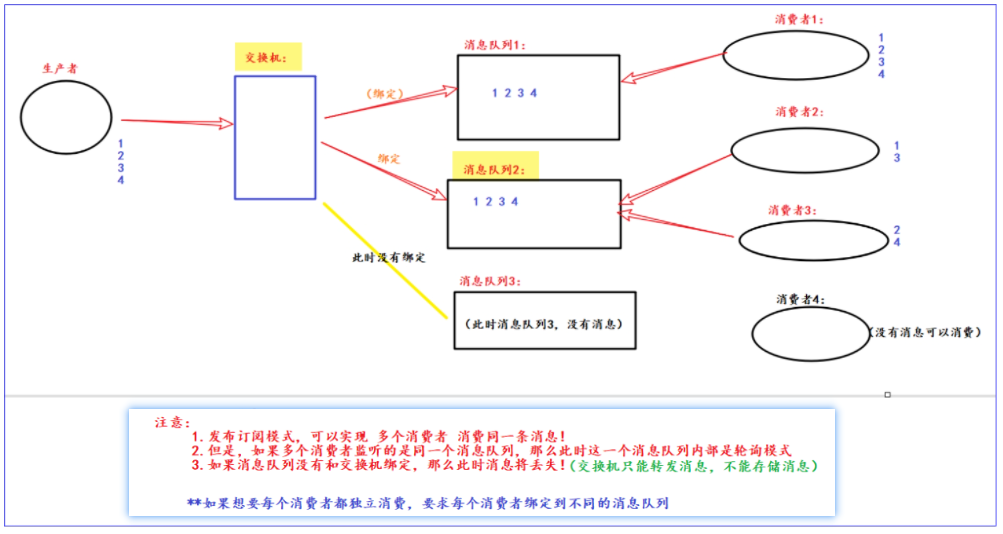 生产者
1
2
3
4
交换机：
（绑定）
绑定
此时没有绑定
消息队列1：
1 2 3 4
消息队列2：
1 2 3 4
消息队列3：
（此时消息队列3，没有消息）
消费者1：
1
2
3
4
消费者2：
1
3
消费者3：
2
4
消费者4：
（没有消息可以消费）
注意：
1.发布订阅模式，可以实现 多个消费者 消费同一条消息！
2.但是，如果多个消费者监听的是同一个消息队列，那么此时这一个消息队列内部是轮询模式
3.如果消息队列没有和交换机绑定，那么此时消息将丢失！（交换机只能转发消息，不能存储消息）
**如果想要每个消费者都独立消费，要求每个消费者绑定到不同的消息队列